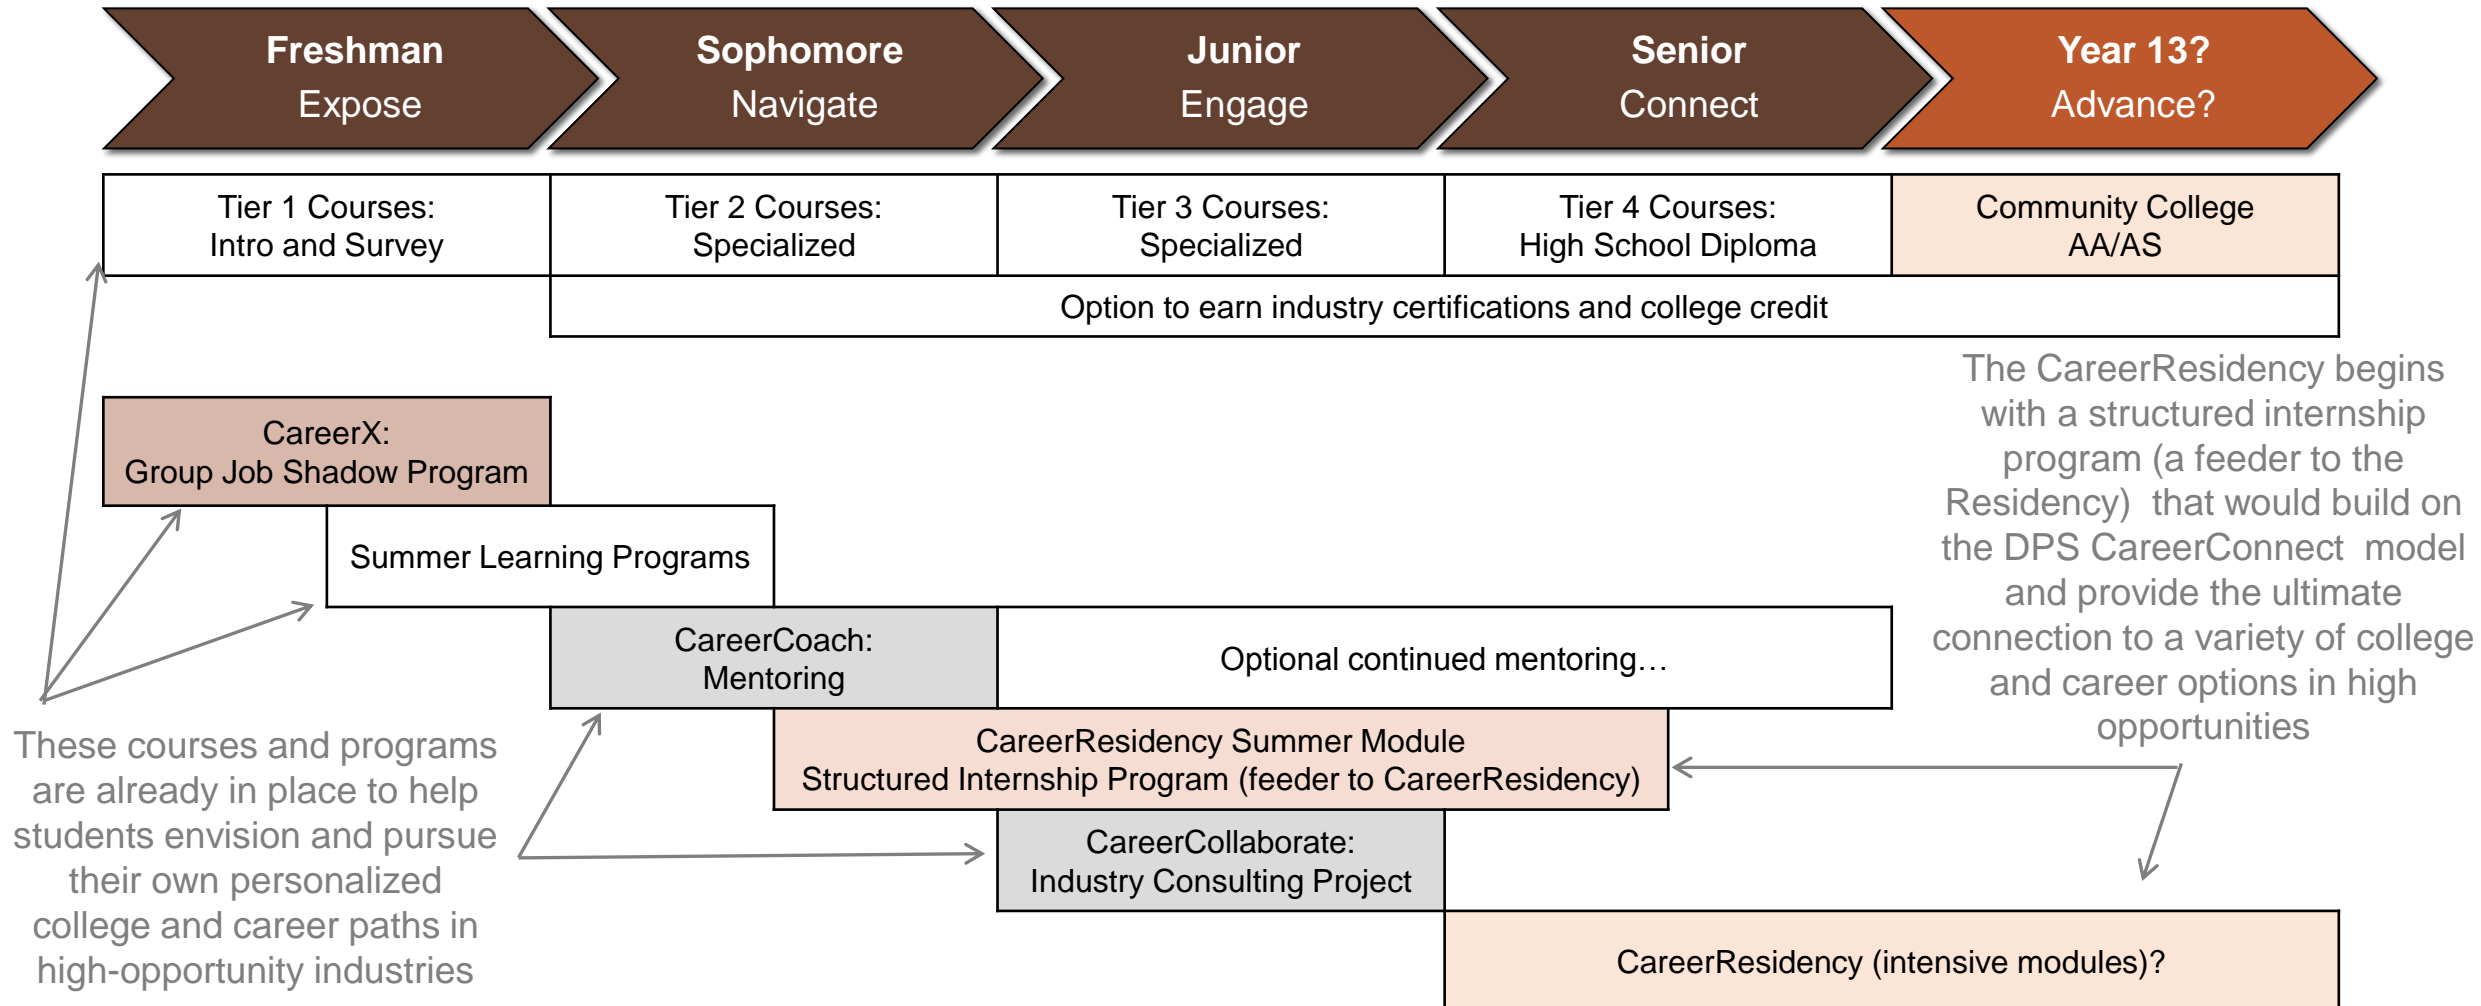 Freshman
Expose
Sophomore
Navigate
Junior
Engage
Senior
Connect
Year 13?
Advance?
Tier 1 Courses:
Intro and Survey
Tier 2 Courses:
Specialized
Tier 3 Courses:
Specialized
Tier 4 Courses:
High School Diploma
Community College
AA/AS
Option to earn industry certifications and college credit
CareerX:
Group Job Shadow Program
Summer Learning Programs
CareerCoach:
Mentoring
Optional continued mentoring…
CareerResidency Summer Module
Structured Internship Program (feeder to CareerResidency)
CareerCollaborate:
Industry Consulting Project
CareerResidency (intensive modules)?
The CareerResidency begins
with a structured internship
program (a feeder to the
Residency) that would build on
the DPS CareerConnect model
and provide the ultimate
connection to a variety of college
and career options in high
opportunities
These courses and programs
are already in place to help
students envision and pursue
their own personalized
college and career paths in
high-opportunity industries